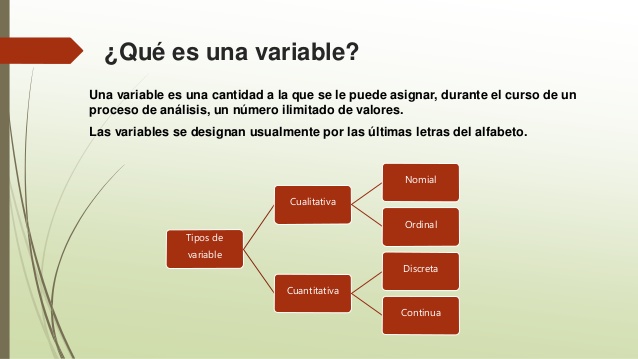 ¿Qué es una variable?
Una variable es una cantidad a la que se le puede asignar, durante el curso de un
proceso de análisis, un número ilimitado de valores.
Las variables se designan usualmente por las últimas letras del alfabeto.
Tipos de
variable
Cualitativa
Nomial
Ordinal
Cuantitativa
Discreta
Continua